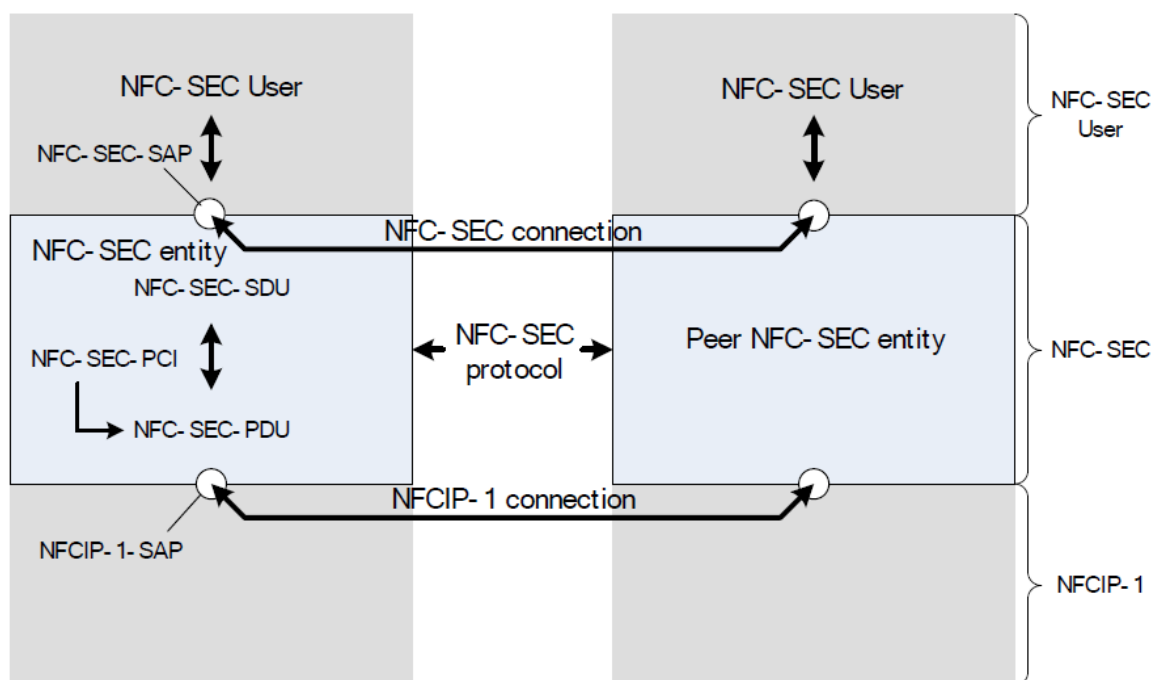 NFC-SEC User
NFC-SEC User
NFC-SEC
User
NFC-SEC-SAP
NFC-SEC connection
NFC-SEC entity
NFC-SEC-SDU
NFC-SEC-PCI
NFC-SEC
protocol
Peer NFC-SEC entity
NFC-SEC
NFC-SEC-PDU
NFCIP-1 connection
NFCIP-1-SAP
NFCIP-1